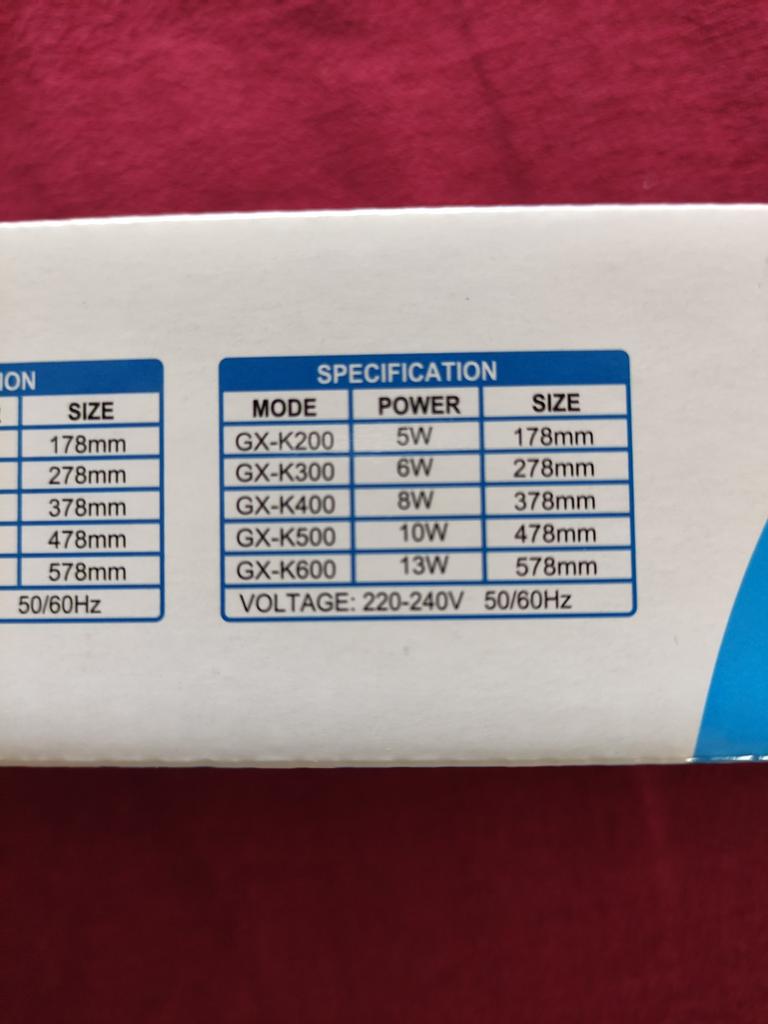 ION
SIZE
178mm
278mm
378mm
478mm
578mm
50/60Hz
SPECIFICATION
MODE POWER SIZE
GX-K200 5W 178mm
GX-K300 6W 278mm
GX-K400 8W 378mm
GX-K500 10W 478mm
GX-K600 13W 578mm
VOLTAGE: 220-240V 50/60Hz